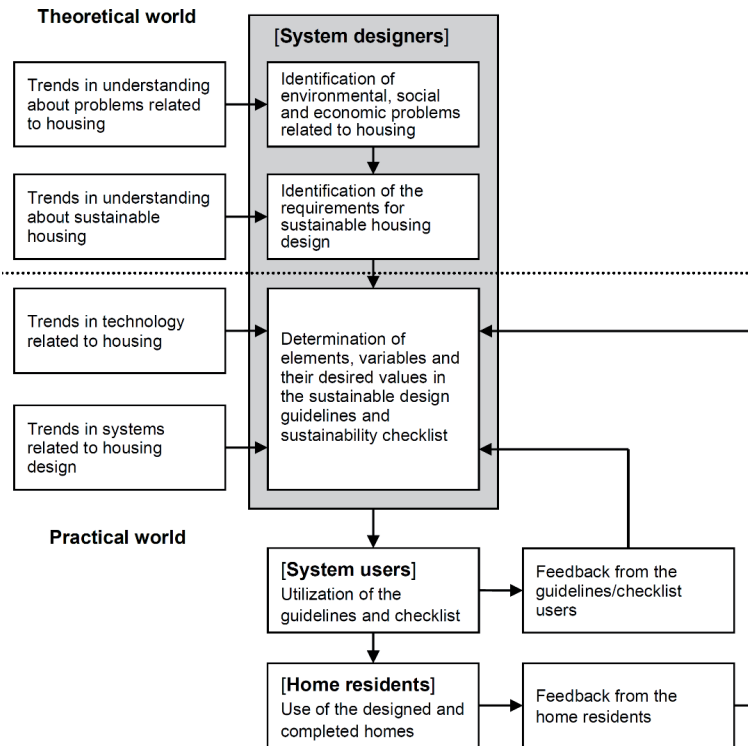 Theoretical world
[System designers]
Trends in understanding
about problems related
to housing
Identification of
environmental, social
and economic problems
related to housing
Trends in understanding
about sustainable
housing
Identification of the
requirements for
sustainable housing
design
Trends in technology
related to housing
Determination of
elements, variables and
their desired values in
the sustainable design
guidelines and
sustainability checklist
Trends in systems
related to housing
design
Practical world
[System users]
Utilization of the
guidelines and checklist
Feedback from the
guidelines/checklist
users
[Home residents]
Use of the designed and
completed homes
Feedback from the
home residents